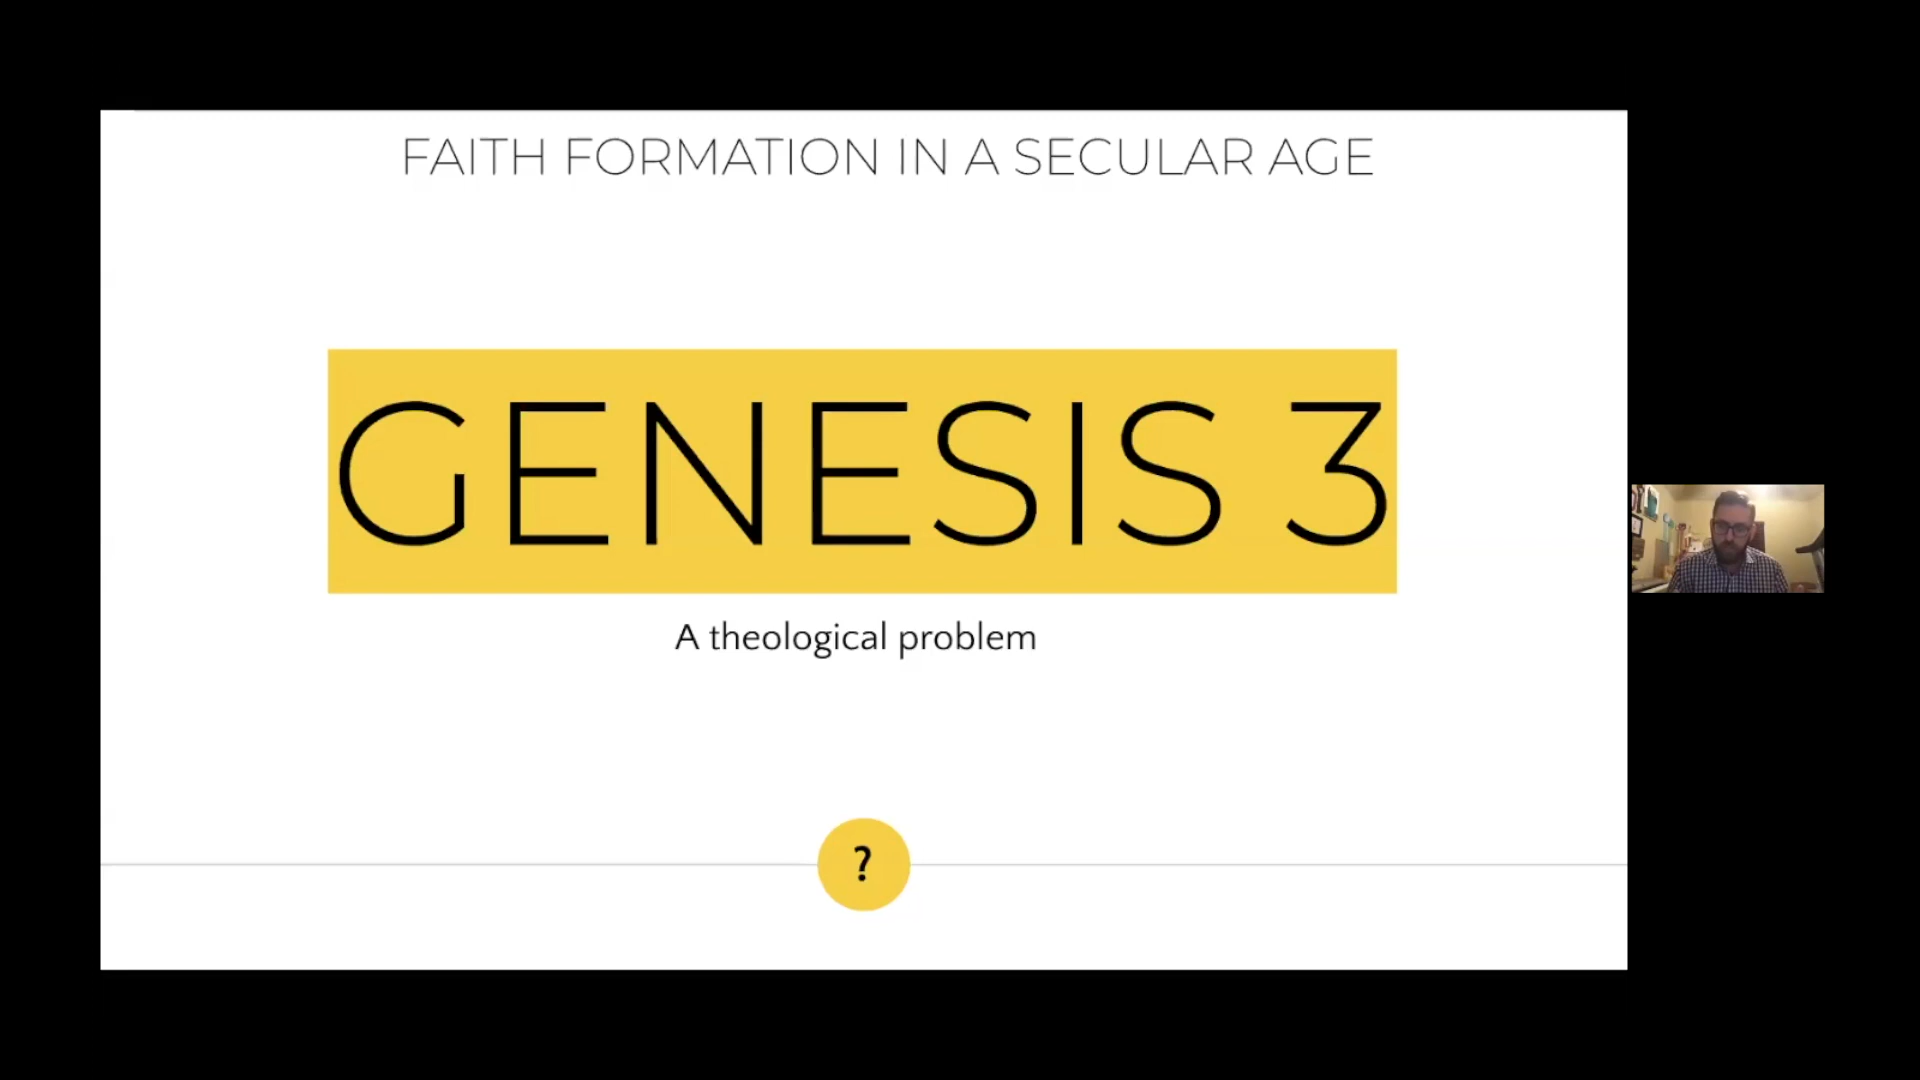 FAITH FORMATION IN A SECULAR AGE
GENESIS 3
A theological problem
?